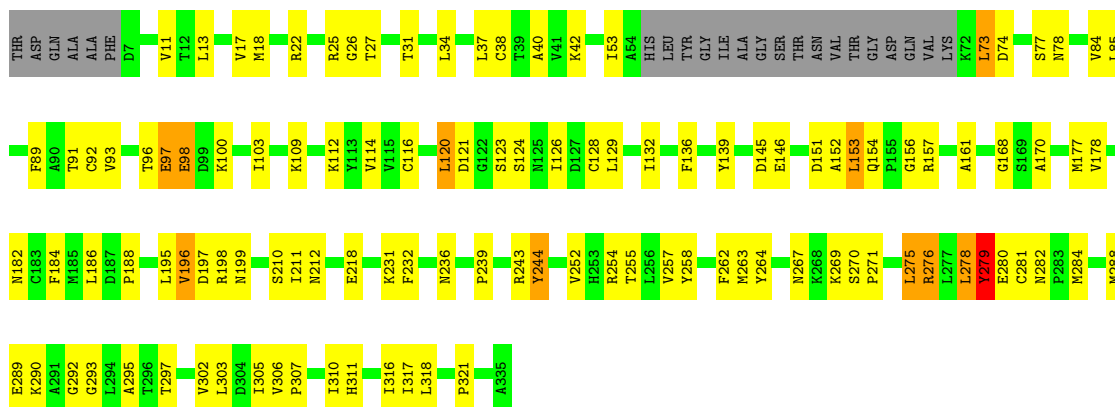 THR ASP GLN ALA ALA PHE D7 V11 T12 L13 V17 M18 R22 R25 G26 T27 T31 L34 L37 C38 T39 A40 V41 K42 I53 A54 HIS LEU TYR GLY ILE ALA GLY SER THR ASN VAL THR GLY ASP GLN VAL LYS K72 L73 D74 S77 N78 V84 L85
F89 A90 T91 C92 V93 T96 E97 E98 D99 K100 I103 K109 K112 Y113 V114 V115 C116 L120 D121 G122 S123 S124 N125 I126 D127 C128 L129 I132 F136 Y139 D145 E146 D151 A152 L153 Q154 P155 G156 R157 A161 G168 S169 A170 M177 V178
N182 C183 F184 M185 L186 D187 P188 L195 V196 D197 R198 N199 S210 I211 N212 E218 K231 F232 N236 P239 R243 Y244 V252 H253 R254 T255 L256 V257 Y258 F262 M263 Y264 N267 K268 K269 S270 P271 L275 R276 L277 L278 Y279 E280 C281 N282 P283 M284
E289 K290 A291 G292 G293 L294 A295 T296 T297 V302 L303 D304 I305 V306 P307 I310 H311 I316 I317 L318 P321 A335